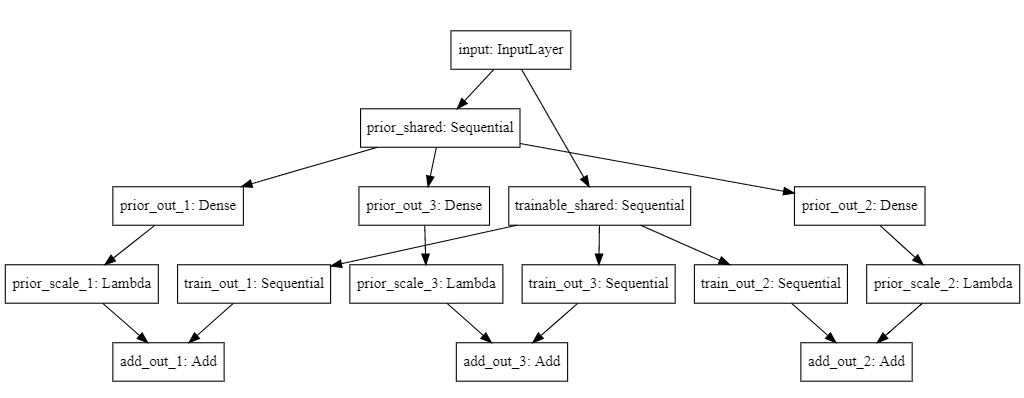 input: InputLayer
prior_shared: Sequential
prior_out_1: Dense
prior_out_3: Dense
trainable_shared: Sequential
prior_out_2: Dense
prior_scale_1: Lambda
train_out_1: Sequential
prior_scale_3: Lambda
train_out_3: Sequential
train_out_2: Sequential
prior_scale_2: Lambda
add_out_1: Add
add_out_3: Add
add_out_2: Add